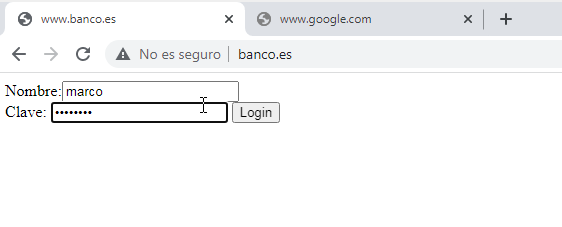 www.banco.es www.google.com
No es seguro banco.es
Nombre: marco
Clave: •••••••• Login